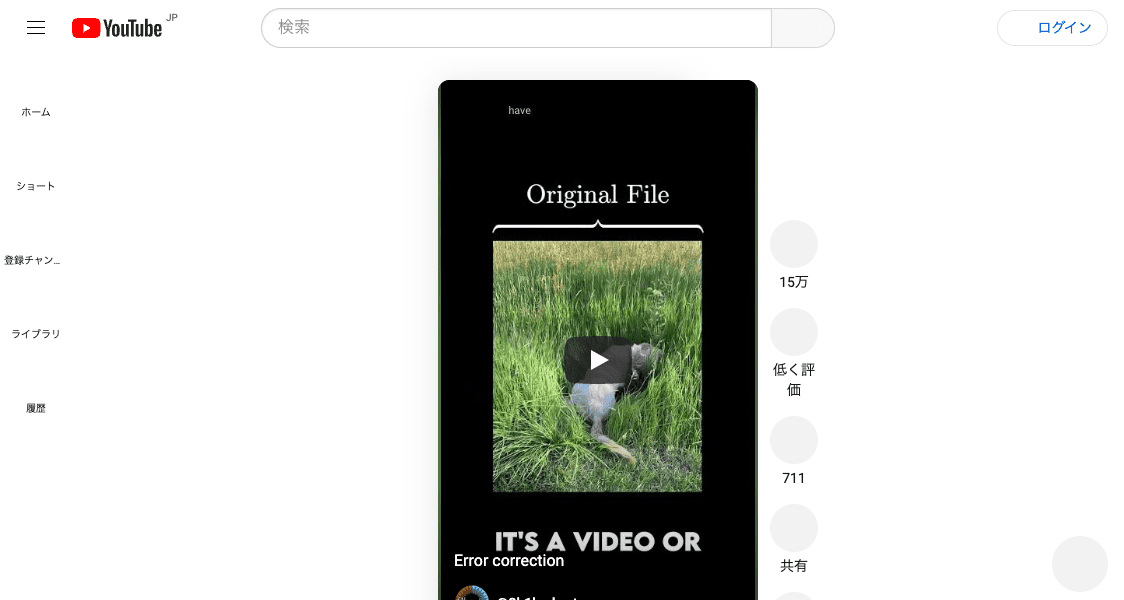 YouTube JP
検索
ログイン
ホーム
ショート
登録チャン...
ライブラリ
履歴
have
Original File
IT'S A VIDEO OR
Error correction
15万
低く評
価
711
共有